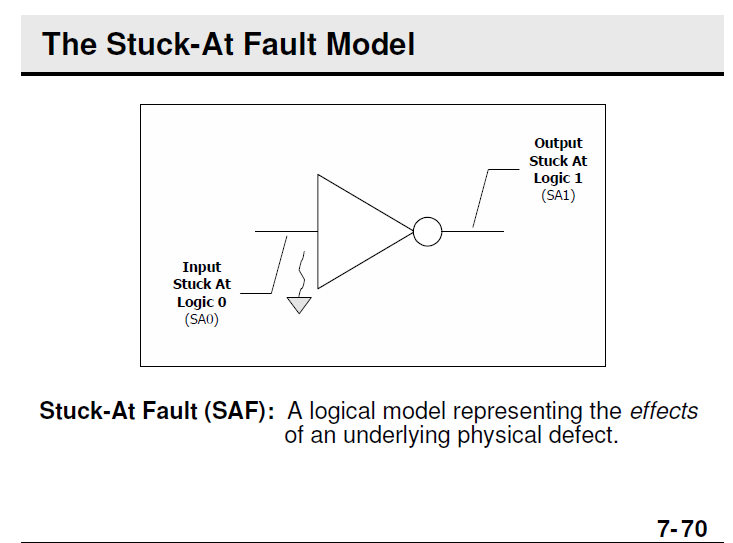 The Stuck-At Fault Model
Output
Stuck At
Logic 1
(SA1)
Input
Stuck At
Logic 0
(SA0)
Stuck-At Fault (SAF): A logical model representing the effects
of an underlying physical defect.
7-70